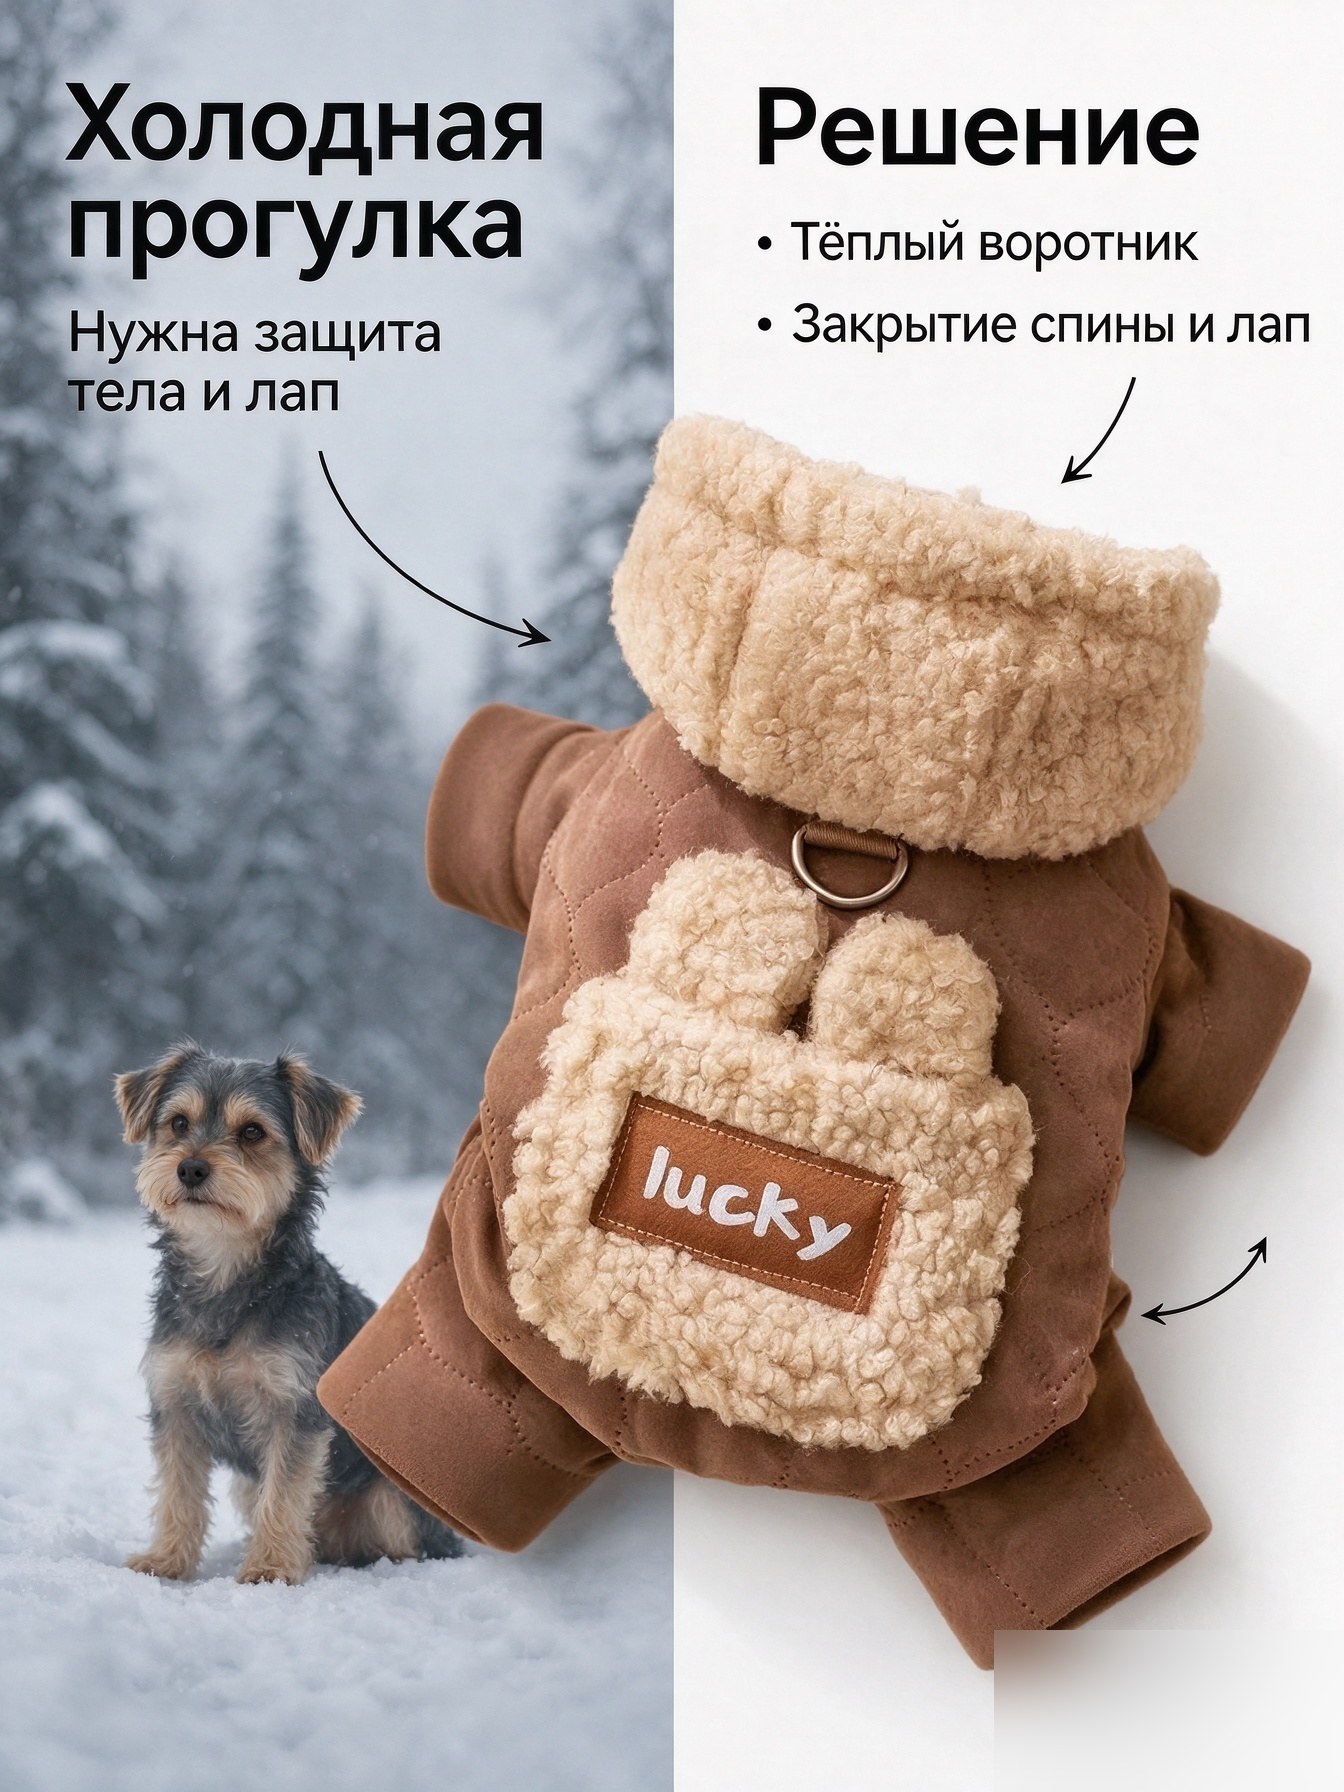 Холодная
прогулка
Нужна защита
тела и лап
Решение
• Тёплый воротник
• Закрытие спины и лап
lucky